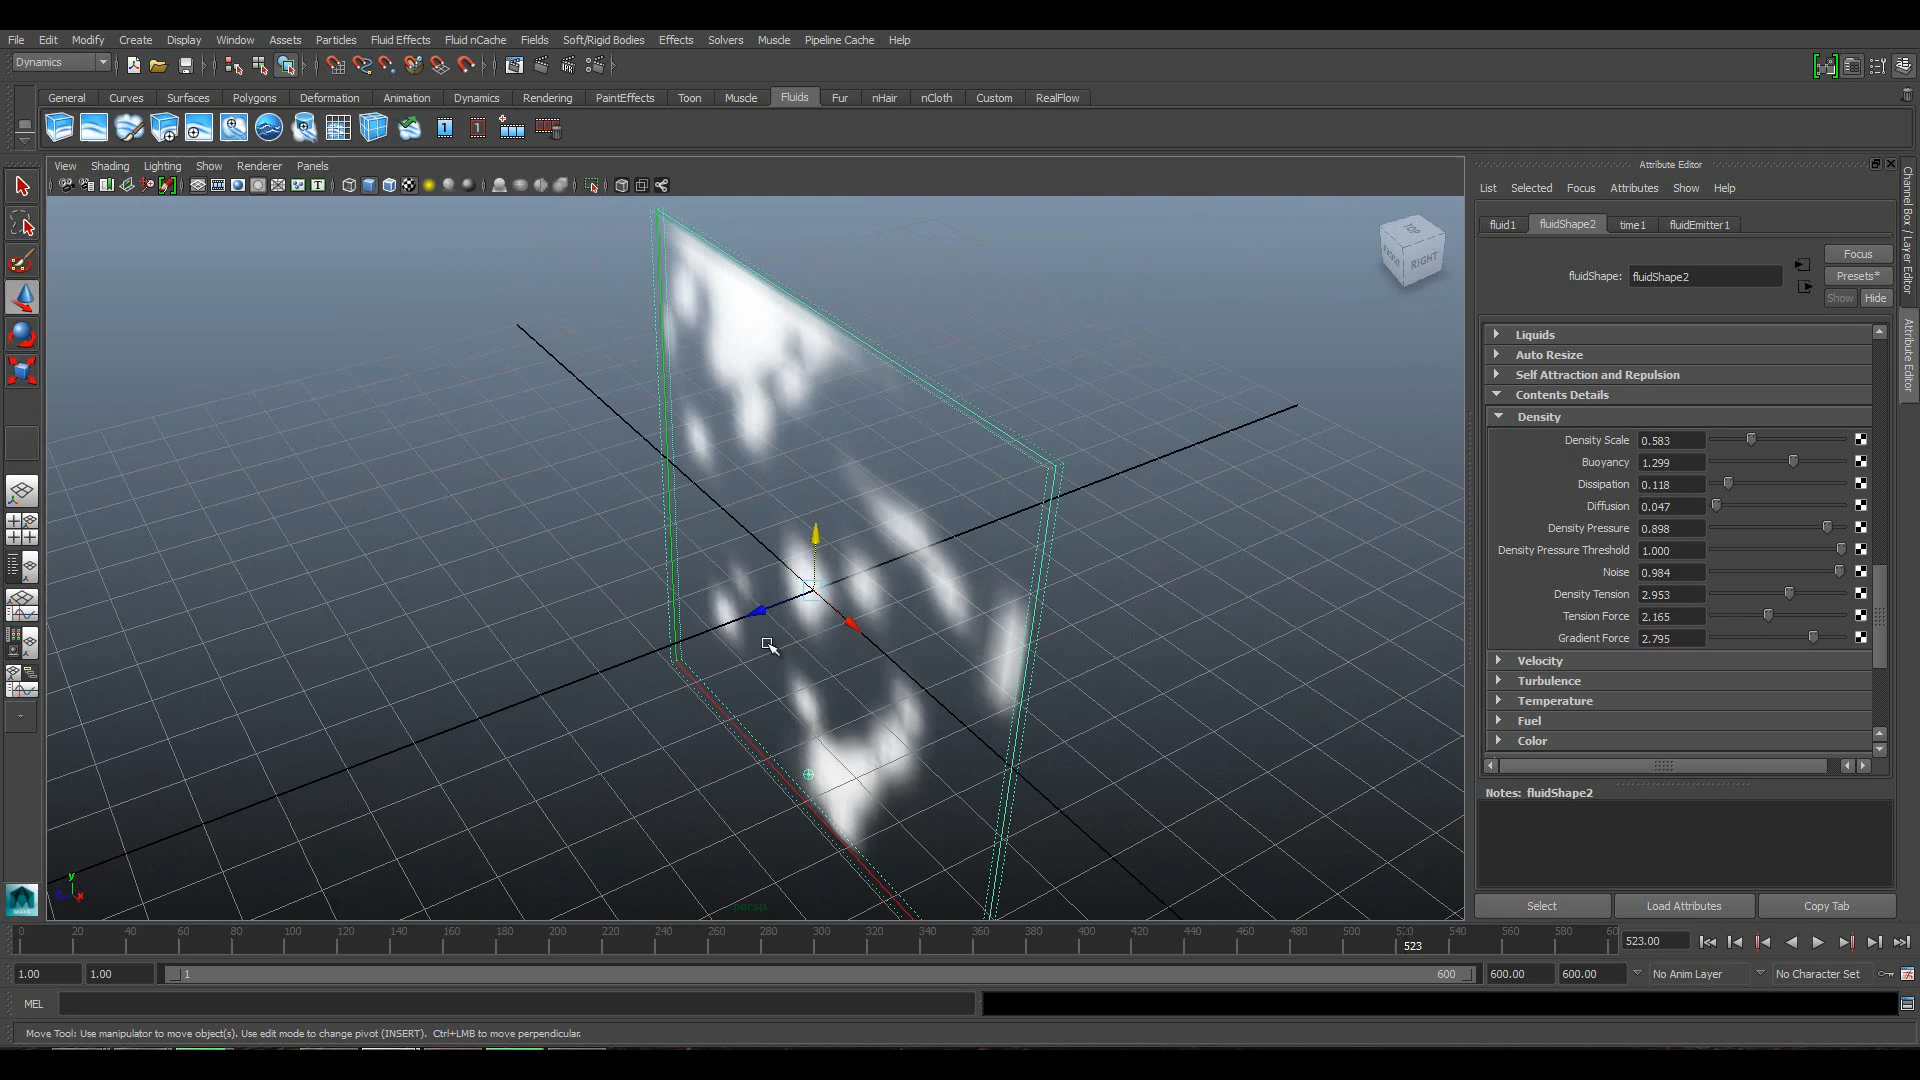 File Edit Modify Create Display Window Assets Particles Fluid Effects Fluid nCache Fields Soft/Rigid Bodies Effects Solvers Muscle Pipeline Cache Help
Dynamics
General Curves Surfaces Polygons Deformation Animation Dynamics Rendering PaintEffects Toon Muscle Fluids Fur nHair nCloth Custom RealFlow
1 1
View Shading Lighting Show Renderer Panels
Attribute Editor
List Selected Focus Attributes Show Help
fluid1 fluidShape2 time1 fluidEmitter1
Focus
fluidShape: fluidShape2 Presets*
Show Hide
TOP
RIGHT
Channel Box / Layer Editor
Attribute Editor
Liquids
Auto Resize
Self Attraction and Repulsion
Contents Details
Density
Density Scale 0.583
Buoyancy 1.299
Dissipation 0.118
Diffusion 0.047
Density Pressure 0.898
Density Pressure Threshold 1.000
Noise 0.984
Density Tension 2.953
Tension Force 2.165
Gradient Force 2.795
Velocity
Turbulence
Temperature
Fuel
Color
Notes: fluidShape2
Select Load Attributes Copy Tab
y
x
persp
0 20 40 60 80 100 120 140 160 180 200 220 240 260 280 300 320 340 360 380 400 420 440 460 480 500 520 540 560 580 60
523
523.00
1.00 1.00 1 600 600.00 600.00 No Anim Layer No Character Set
MEL
Move Tool: Use manipulator to move object(s). Use edit mode to change pivot (INSERT). Ctrl+LMB to move perpendicular.